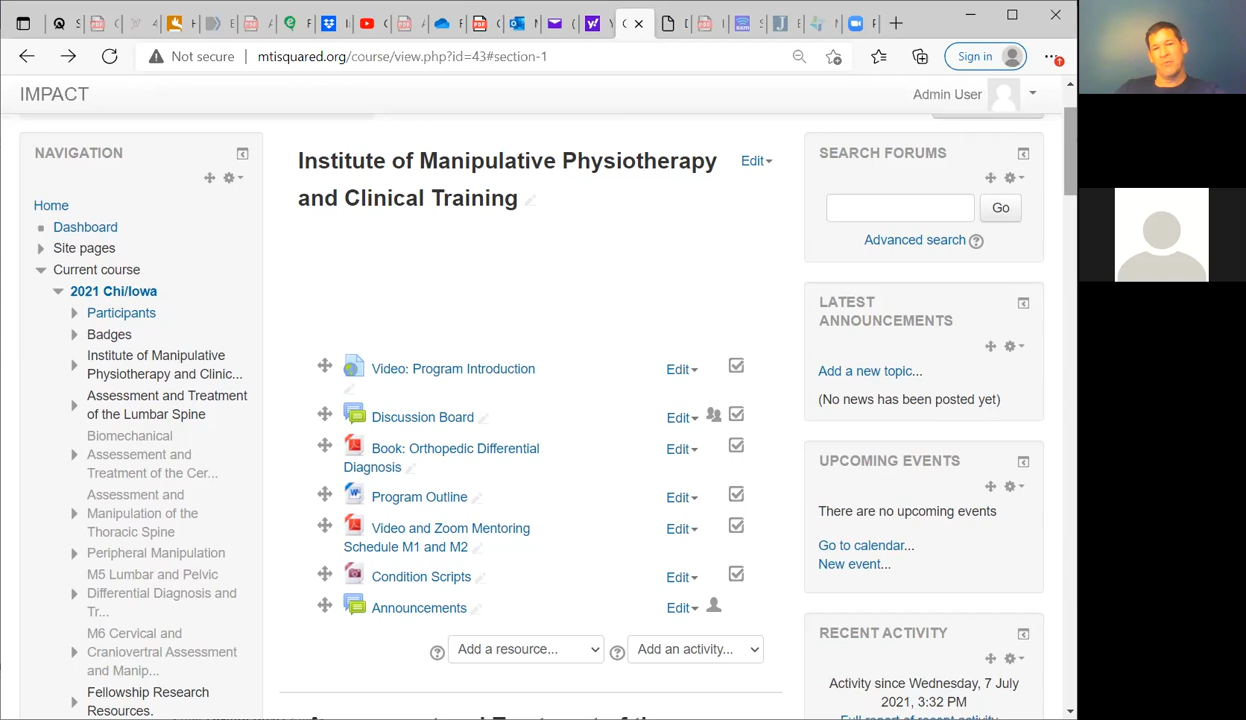 Not secure
mtisquared.org/course/view.php?id=43#section-1
Sign in
IMPACT
Admin User
NAVIGATION
Home
Dashboard
Site pages
Current course
2021 Chi/Iowa
Participants
Badges
Institute of Manipulative
Physiotherapy and Clinic...
Assessment and Treatment
of the Lumbar Spine
Biomechanical
Assessement and
Treatment of the Cer...
Assessment and
Manipulation of the
Thoracic Spine
Peripheral Manipulation
M5 Lumbar and Pelvic
Differential Diagnosis and
Tr...
M6 Cervical and
Craniovertral Assessment
and Manip...
Fellowship Research
Resources.
Institute of Manipulative Physiotherapy
and Clinical Training
Edit
Video: Program Introduction
Edit
Discussion Board
Edit
Book: Orthopedic Differential
Diagnosis
Edit
Program Outline
Edit
Video and Zoom Mentoring
Schedule M1 and M2
Edit
Condition Scripts
Edit
Announcements
Edit
Add a resource...
Add an activity...
SEARCH FORUMS
Go
Advanced search
LATEST
ANNOUNCEMENTS
Add a new topic...
(No news has been posted yet)
UPCOMING EVENTS
There are no upcoming events
Go to calendar...
New event...
RECENT ACTIVITY
Activity since Wednesday, 7 July
2021, 3:32 PM
Full report of recent activity